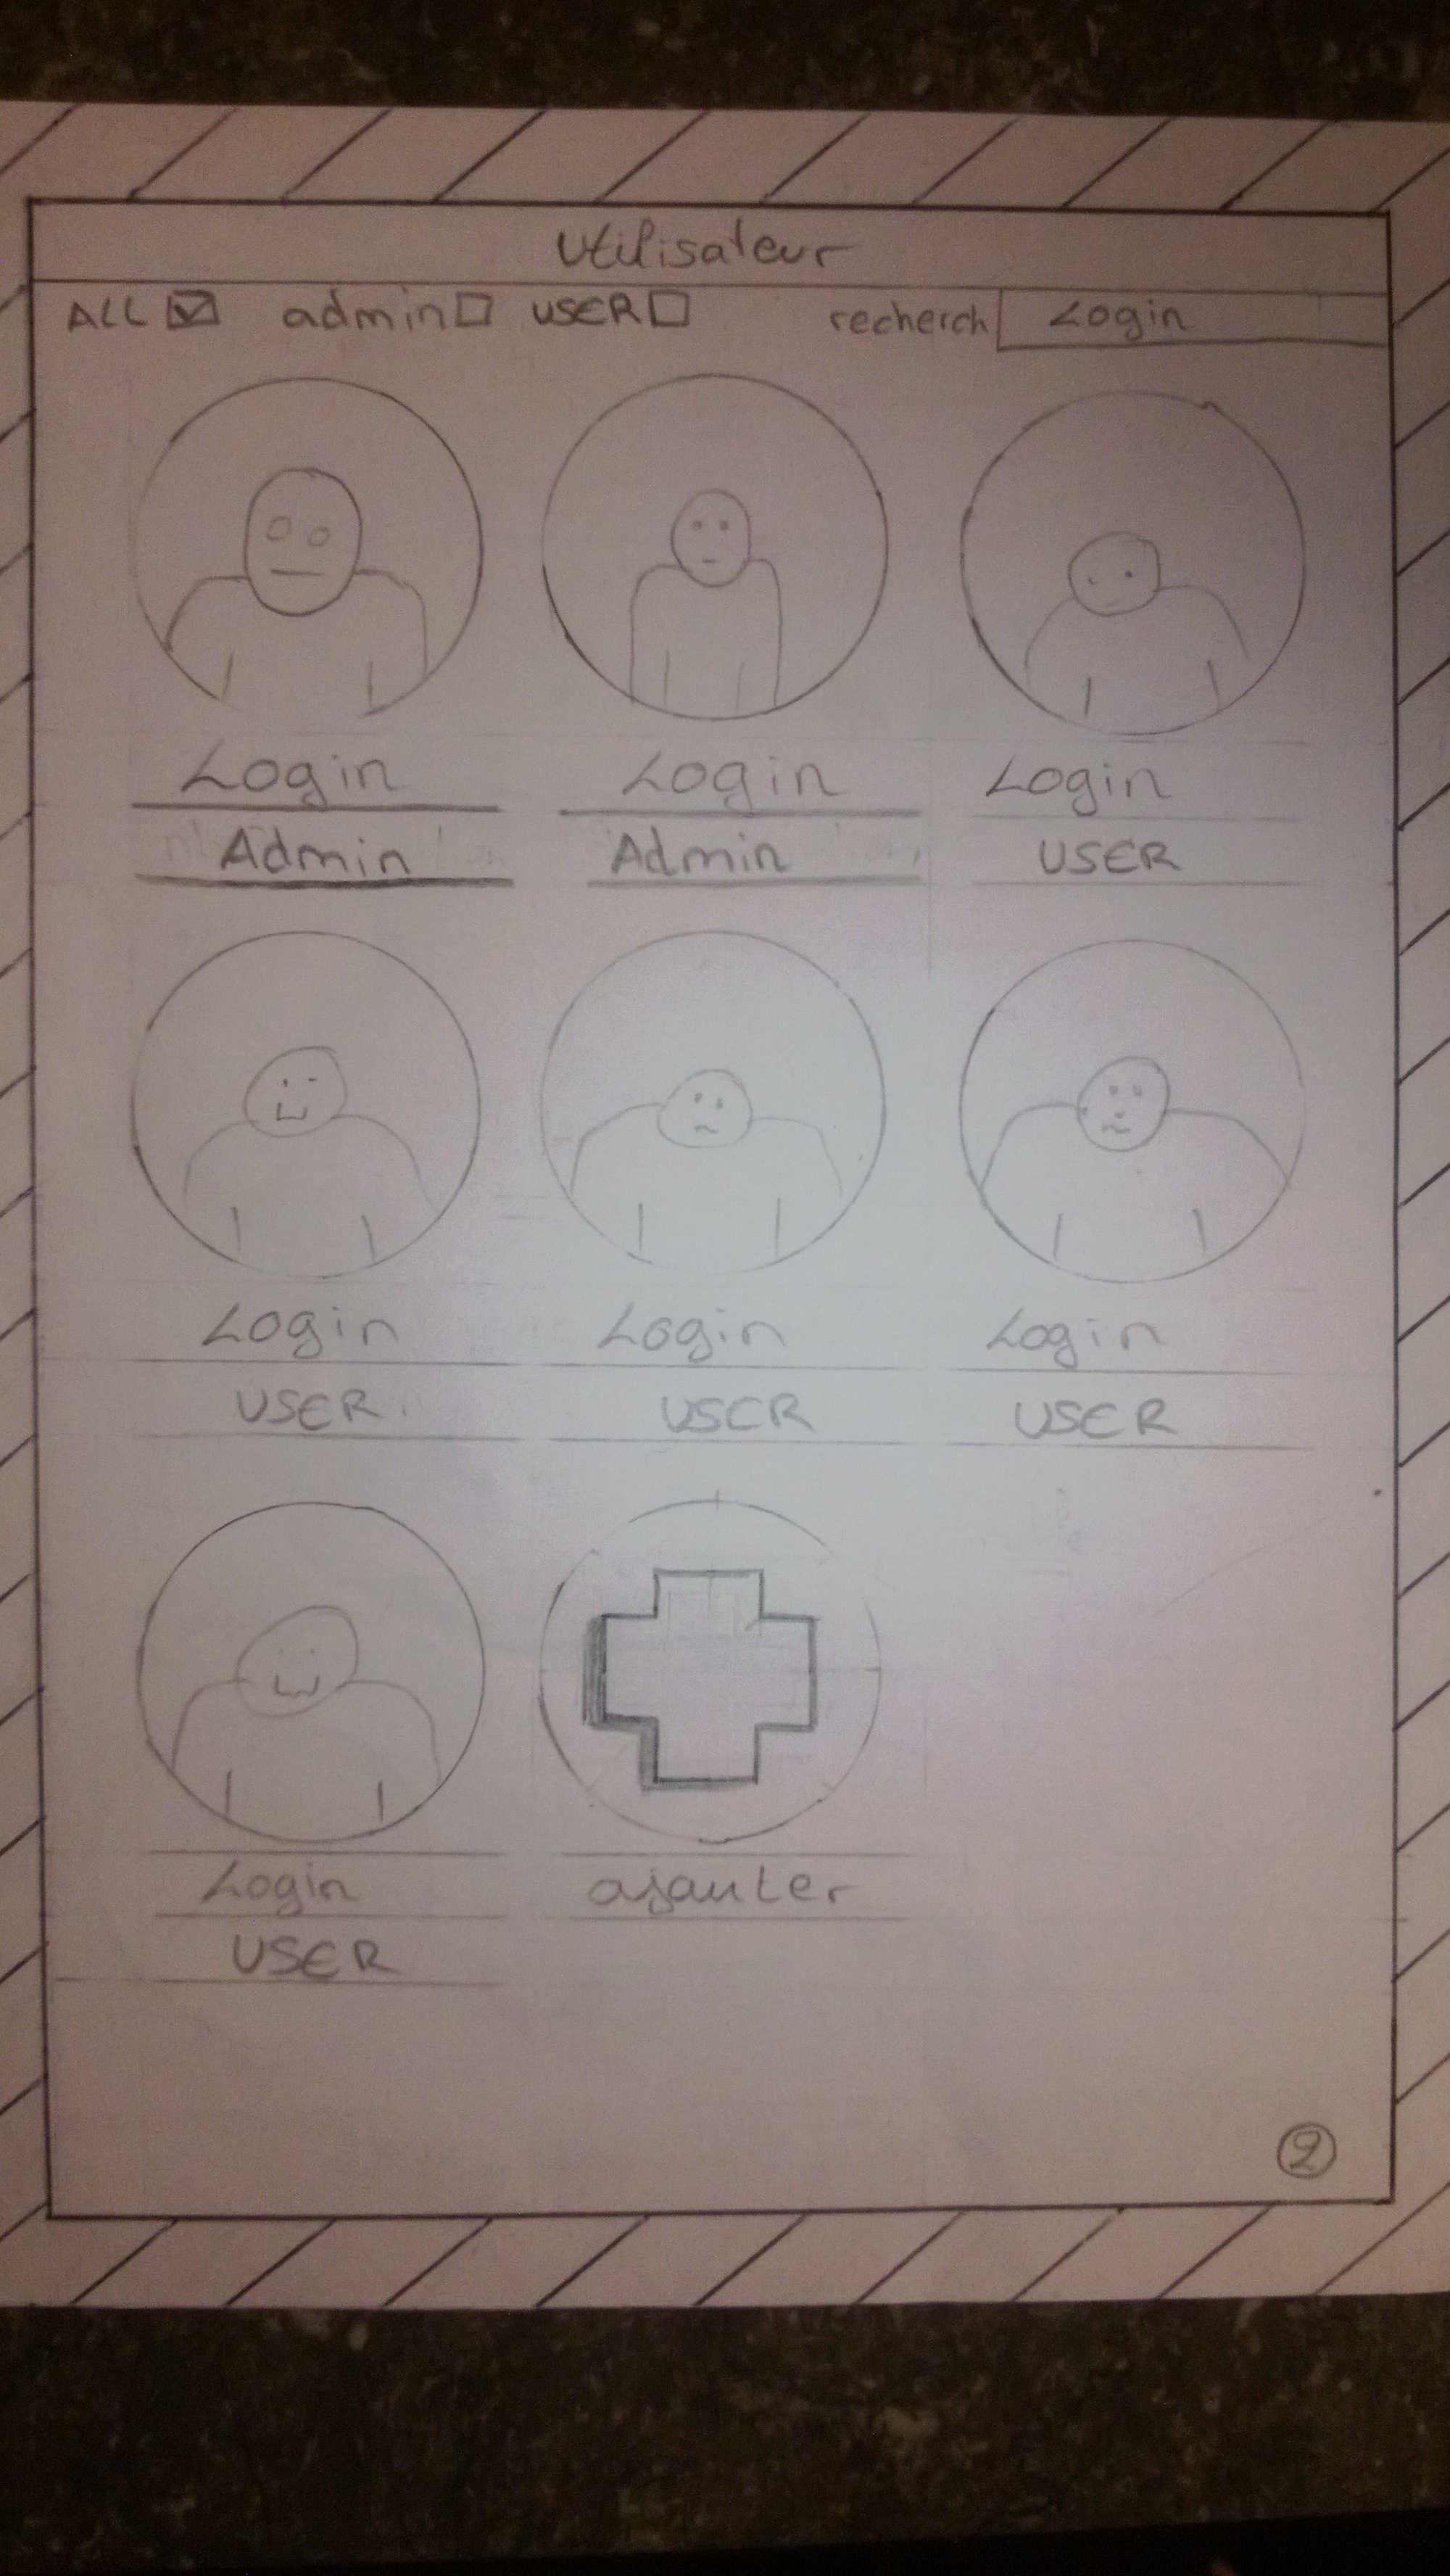 Utilisateur
ALL admin USER recherch Login
Login Login Login
Admin Admin USER
Login Login Login
USER USER USER
Login ajauter
USER
2